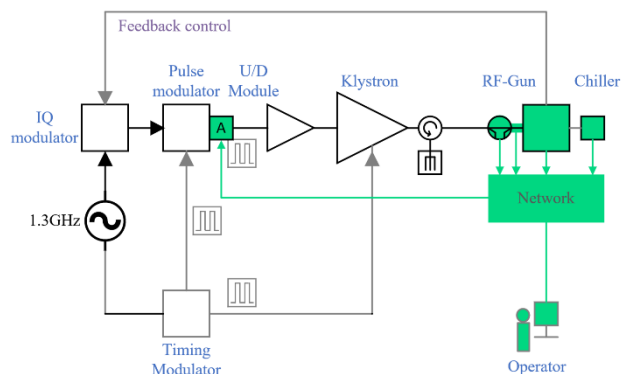 Feedback control
Pulse
modulator
U/D
Module
Klystron
RF-Gun
Chiller
IQ
modulator
A
1.3GHz
Network
Timing
Modulator
Operator